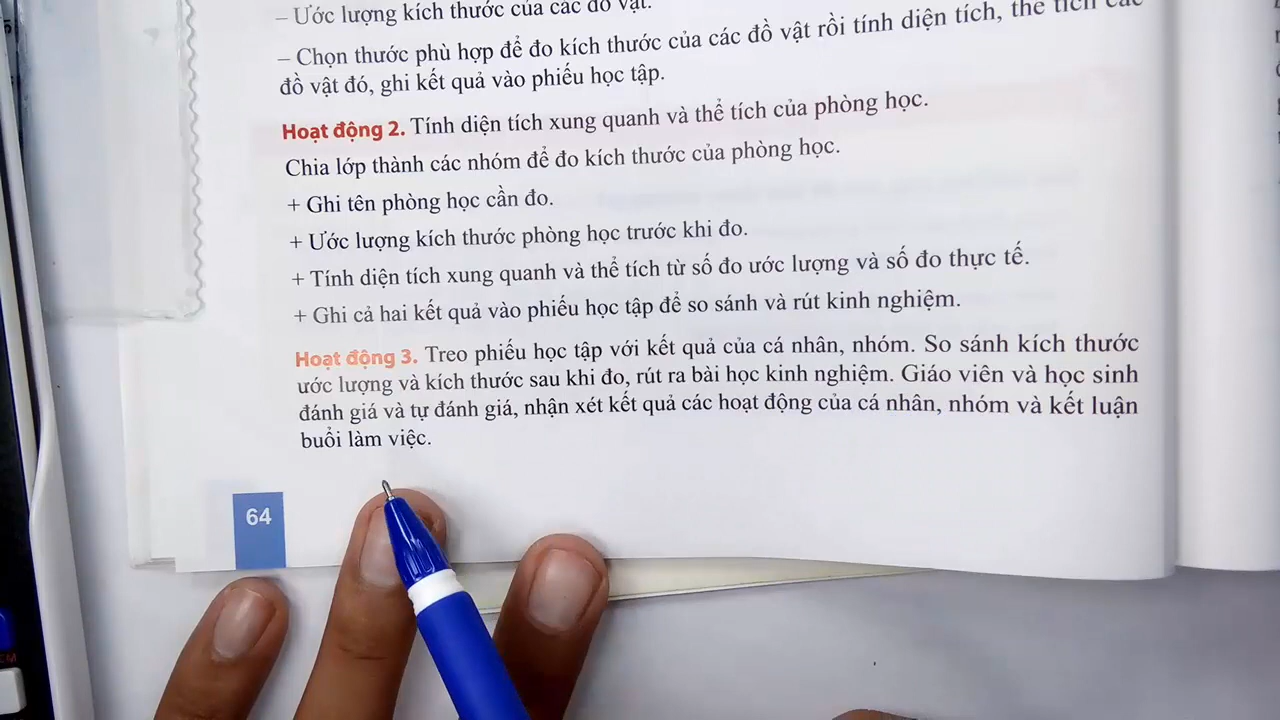 – Ước lượng kích thước của các đồ vật.
– Chọn thước phù hợp để đo kích thước của các đồ vật rồi tính diện tích, thể tích các
đồ vật đó, ghi kết quả vào phiếu học tập.
Hoạt động 2. Tính diện tích xung quanh và thể tích của phòng học.
Chia lớp thành các nhóm để đo kích thước của phòng học.
+ Ghi tên phòng học cần đo.
+ Ước lượng kích thước phòng học trước khi đo.
+ Tính diện tích xung quanh và thể tích từ số đo ước lượng và số đo thực tế.
+ Ghi cả hai kết quả vào phiếu học tập để so sánh và rút kinh nghiệm.
Hoạt động 3. Treo phiếu học tập với kết quả của cá nhân, nhóm. So sánh kích thước
ước lượng và kích thước sau khi đo, rút ra bài học kinh nghiệm. Giáo viên và học sinh
đánh giá và tự đánh giá, nhận xét kết quả các hoạt động của cá nhân, nhóm và kết luận
buổi làm việc.
64